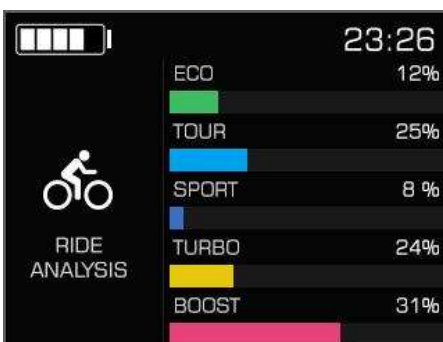 23:26
ECO 12%
TOUR 25%
SPORT 8 %
RIDE
ANALYSIS
TURBO 24%
BOOST 31%